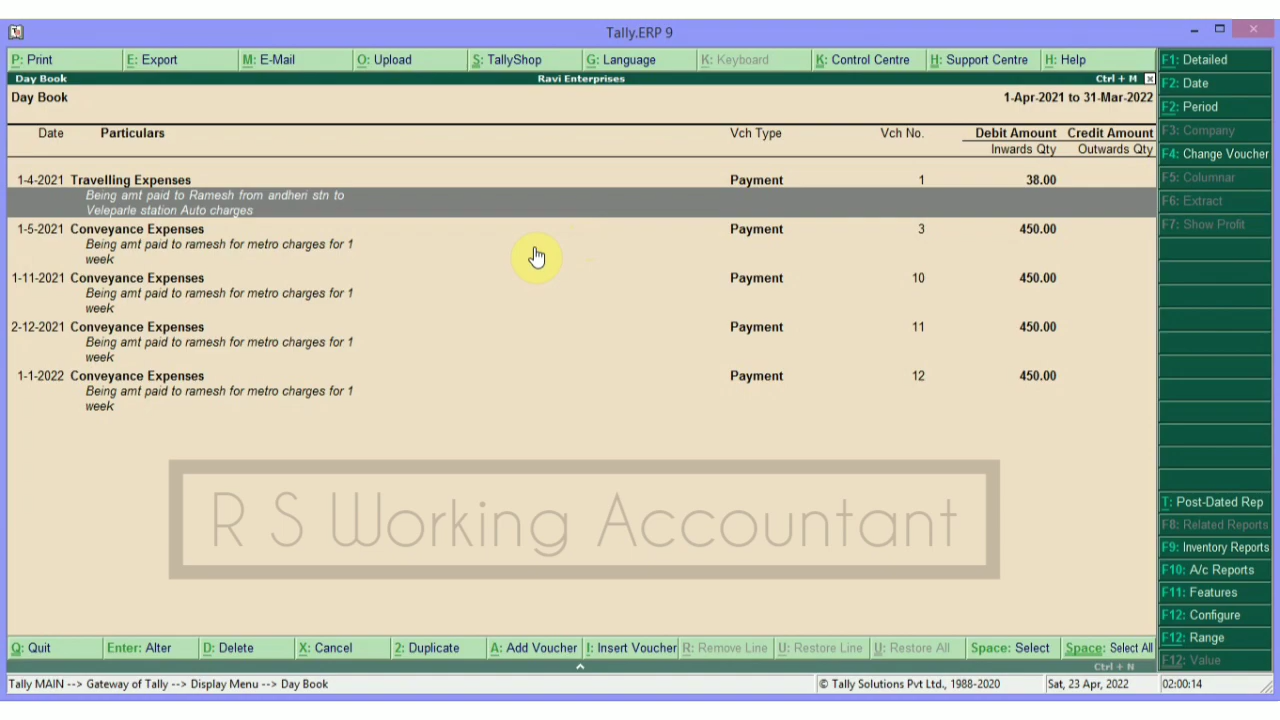 Tally.ERP 9
P: Print E: Export M: E-Mail O: Upload S: TallyShop G: Language K: Keyboard K: Control Centre H: Support Centre H: Help
Day Book Ravi Enterprises Ctrl + M
Day Book 1-Apr-2021 to 31-Mar-2022
Date Particulars Vch Type Vch No. Debit Amount Credit Amount
Inwards Qty Outwards Qty
1-4-2021 Travelling Expenses Payment 1 38.00
Being amt paid to Ramesh from andheri stn to
Veleparle station Auto charges
1-5-2021 Conveyance Expenses Payment 3 450.00
Being amt paid to ramesh for metro charges for 1
week
1-11-2021 Conveyance Expenses Payment 10 450.00
Being amt paid to ramesh for metro charges for 1
week
2-12-2021 Conveyance Expenses Payment 11 450.00
Being amt paid to ramesh for metro charges for 1
week
1-1-2022 Conveyance Expenses Payment 12 450.00
Being amt paid to ramesh for metro charges for 1
week
R S Working Accountant
F1: Detailed
F2: Date
F2: Period
F3: Company
F4: Change Voucher
F5: Columnar
F6: Extract
F7: Show Profit
T: Post-Dated Rep
F8: Related Reports
F9: Inventory Reports
F10: A/c Reports
F11: Features
F12: Configure
F12: Range
F12: Value
Q: Quit Enter: Alter D: Delete X: Cancel 2: Duplicate A: Add Voucher I: Insert Voucher R: Remove Line U: Restore Line U: Restore All Space: Select Space: Select All
Ctrl + N
Tally MAIN --> Gateway of Tally --> Display Menu --> Day Book © Tally Solutions Pvt Ltd., 1988-2020 Sat, 23 Apr, 2022 02:00:14